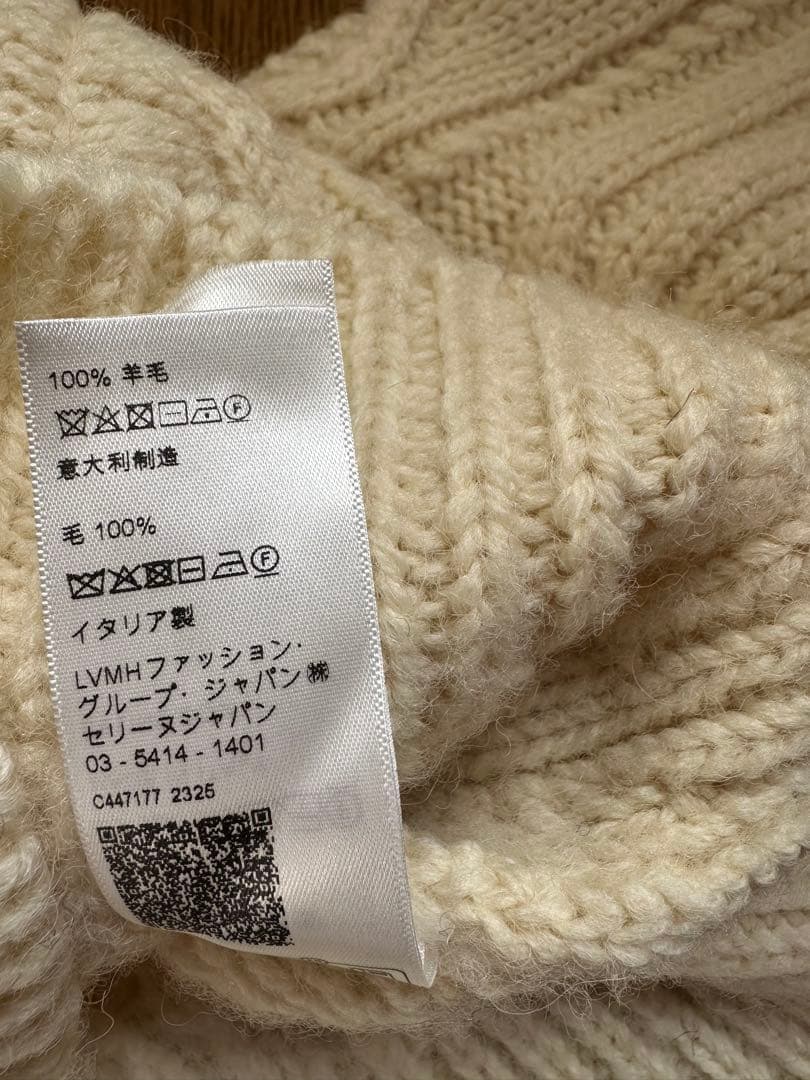 100% 羊毛
F
意大利制造
毛 100%
F
イタリア製
LVMHファッション・
グループ・ジャパン㈱
セリーヌジャパン
03 - 5414 - 1401
C447177 2325